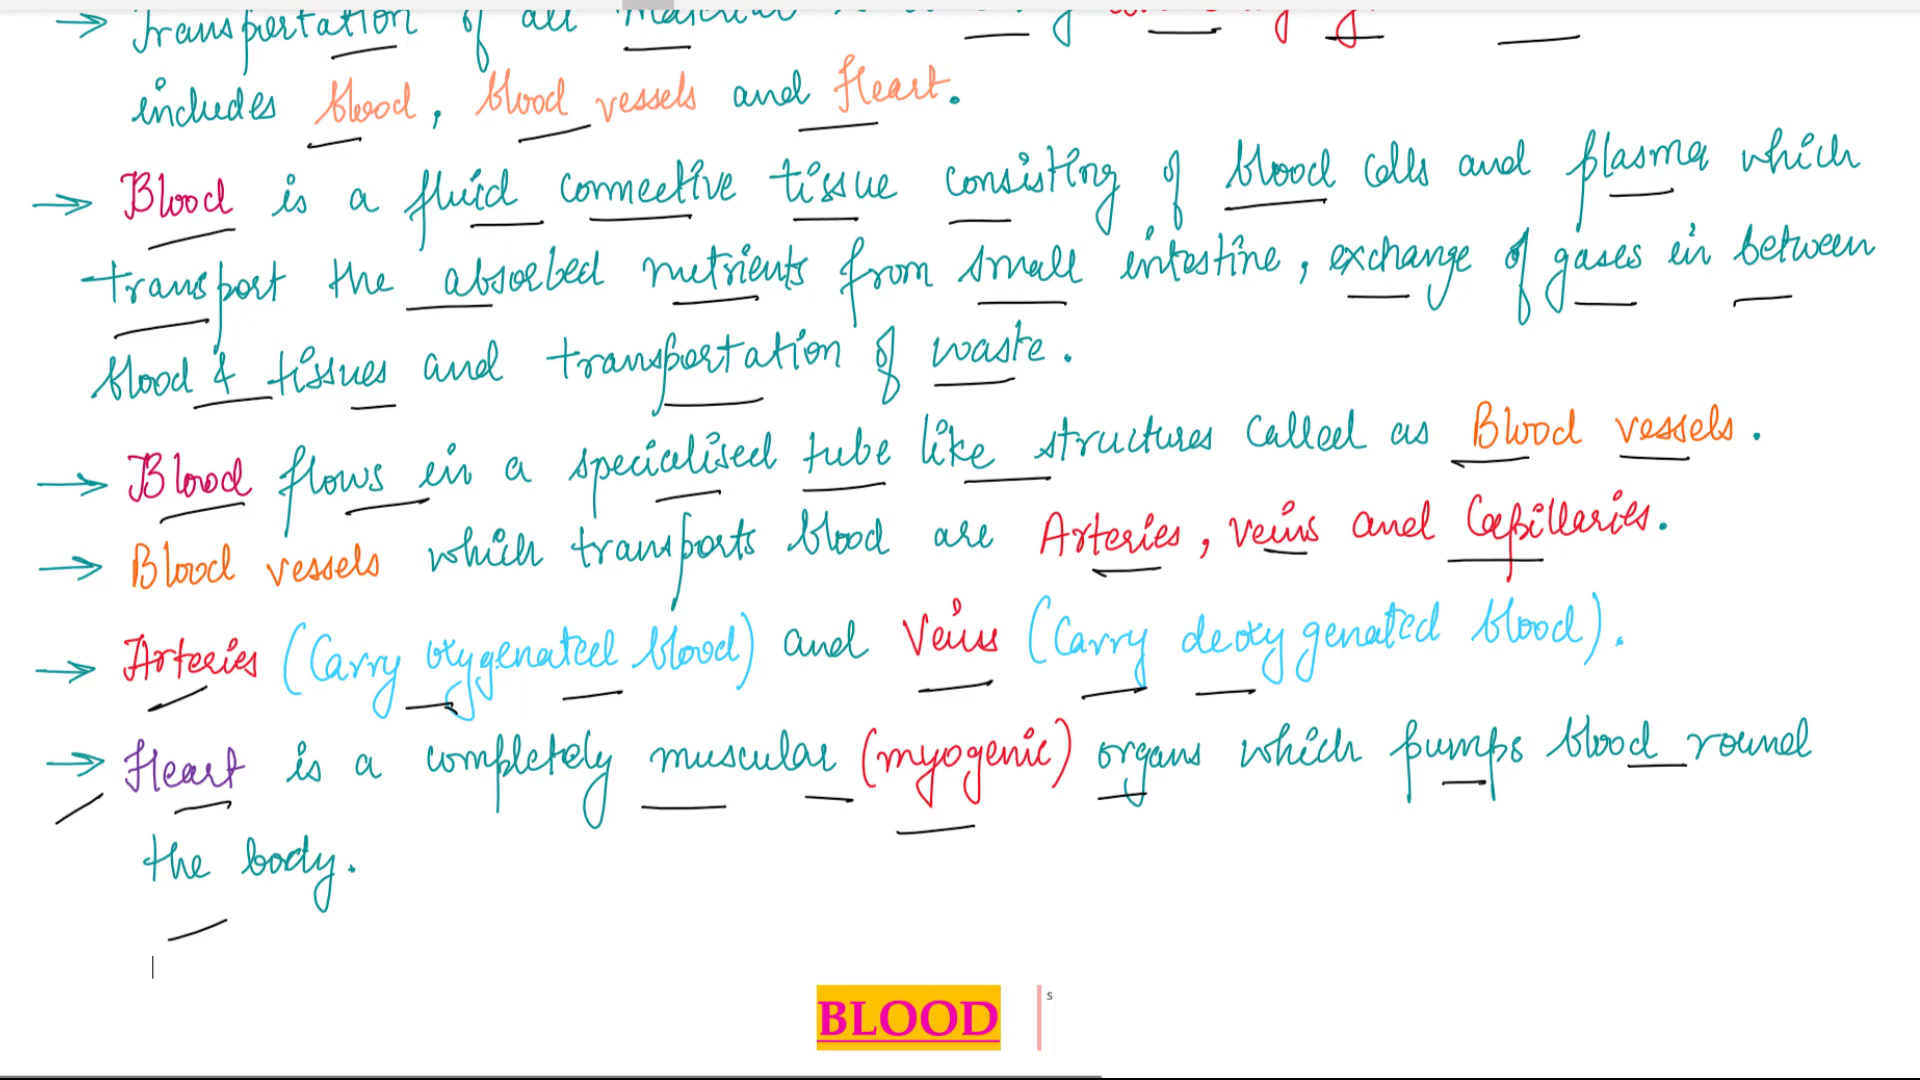 → Transportation of all
includes blood, blood vessels and Heart.
→ Blood is a fluid connective tissue consisting of blood cells and plasma which
transport the absorbed nutrients from small intestine, exchange of gases in between
blood & tissues and transportation of waste.
→ Blood flows in a specialised tube like structures called as Blood vessels.
→ Blood vessels which transports blood are Arteries, veins and Capillaries.
→ Arteries (Carry oxygenated blood) and Veins (Carry deoxygenated blood).
→ Heart is a completely muscular (myogenic) organs which pumps blood round
the body.
BLOOD
s